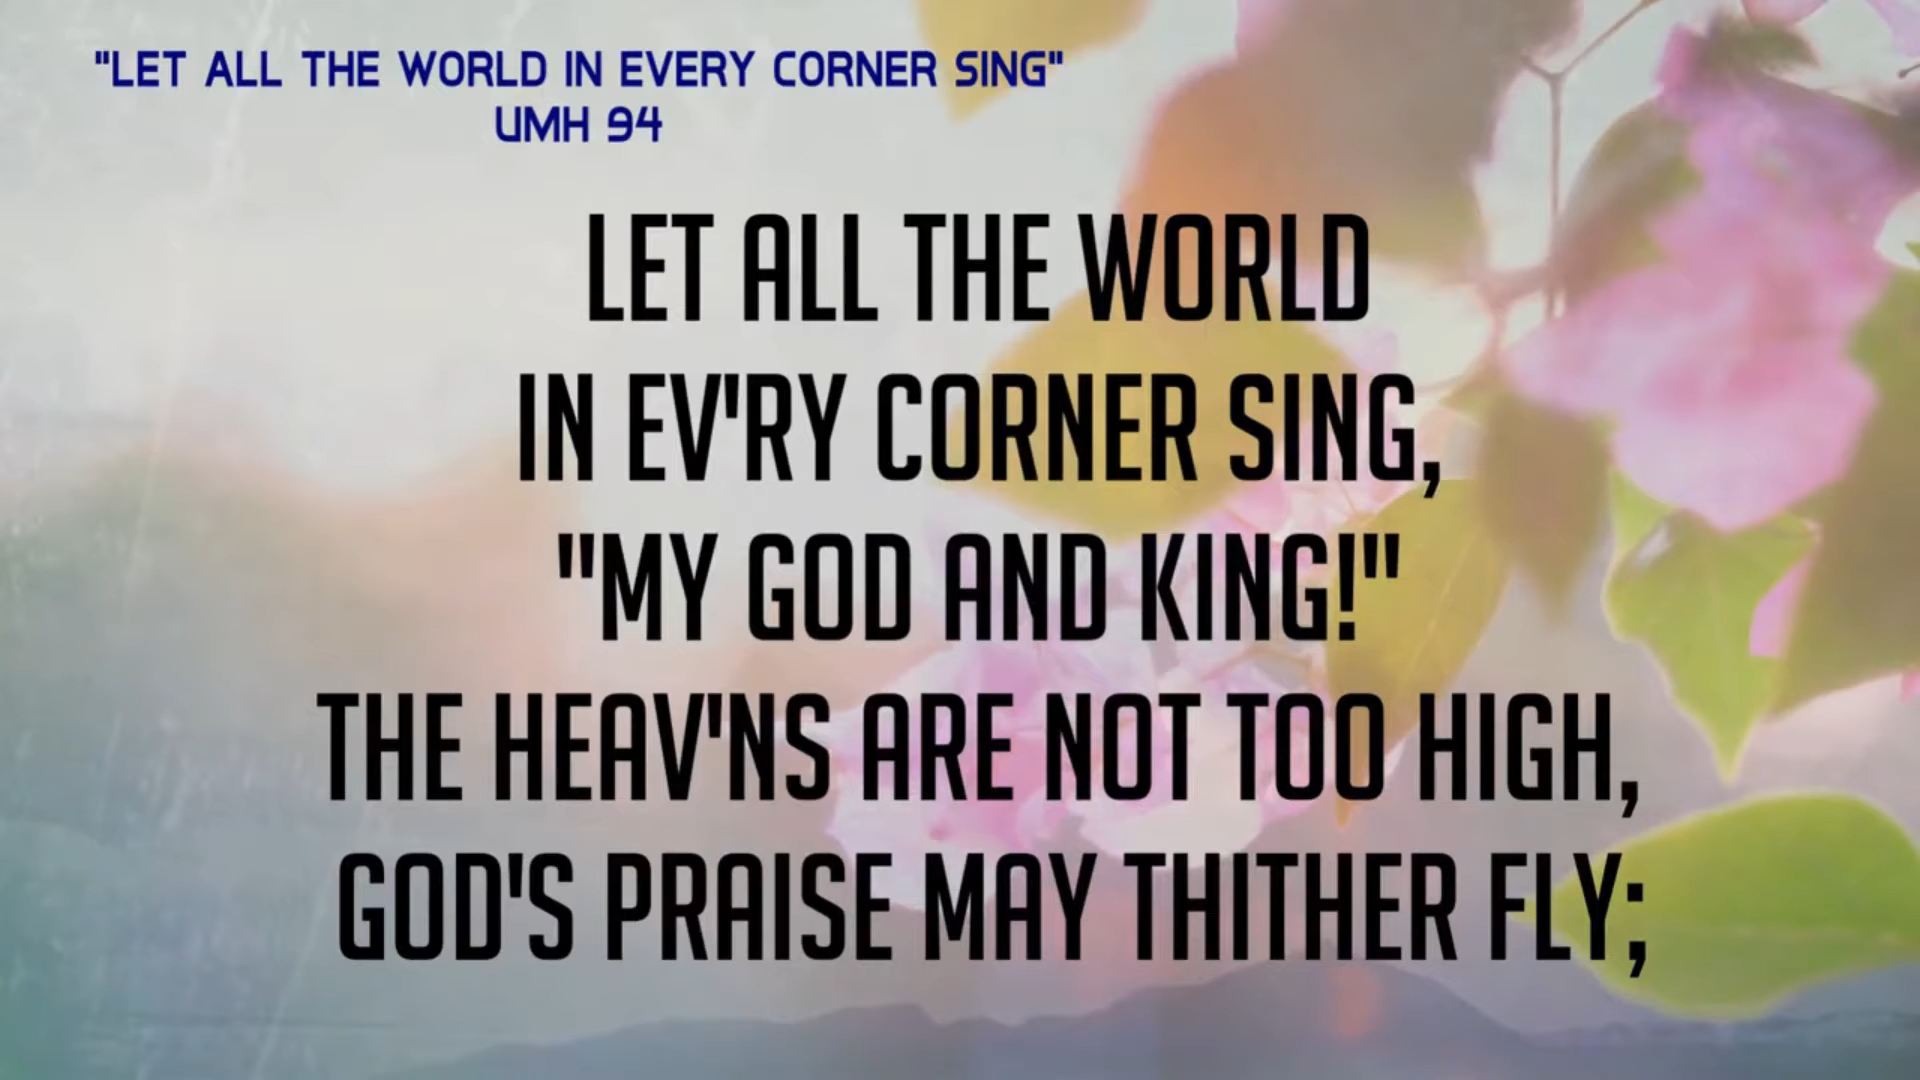 "LET ALL THE WORLD IN EVERY CORNER SING"
UMH 94
LET ALL THE WORLD
IN EV'RY CORNER SING,
"MY GOD AND KING!"
THE HEAV'NS ARE NOT TOO HIGH,
GOD'S PRAISE MAY THITHER FLY;